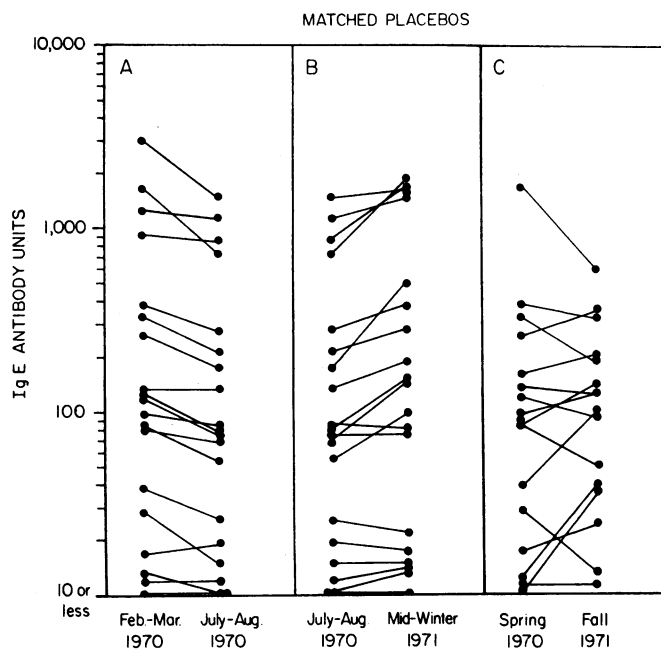 MATCHED PLACEBOS
10,000
1,000
100
10 or
less
IgE ANTIBODY UNITS
A
B
C
Feb.-Mar.
1970
July-Aug.
1970
July-Aug.
1970
Mid-Winter
1971
Spring
1970
Fall
1971